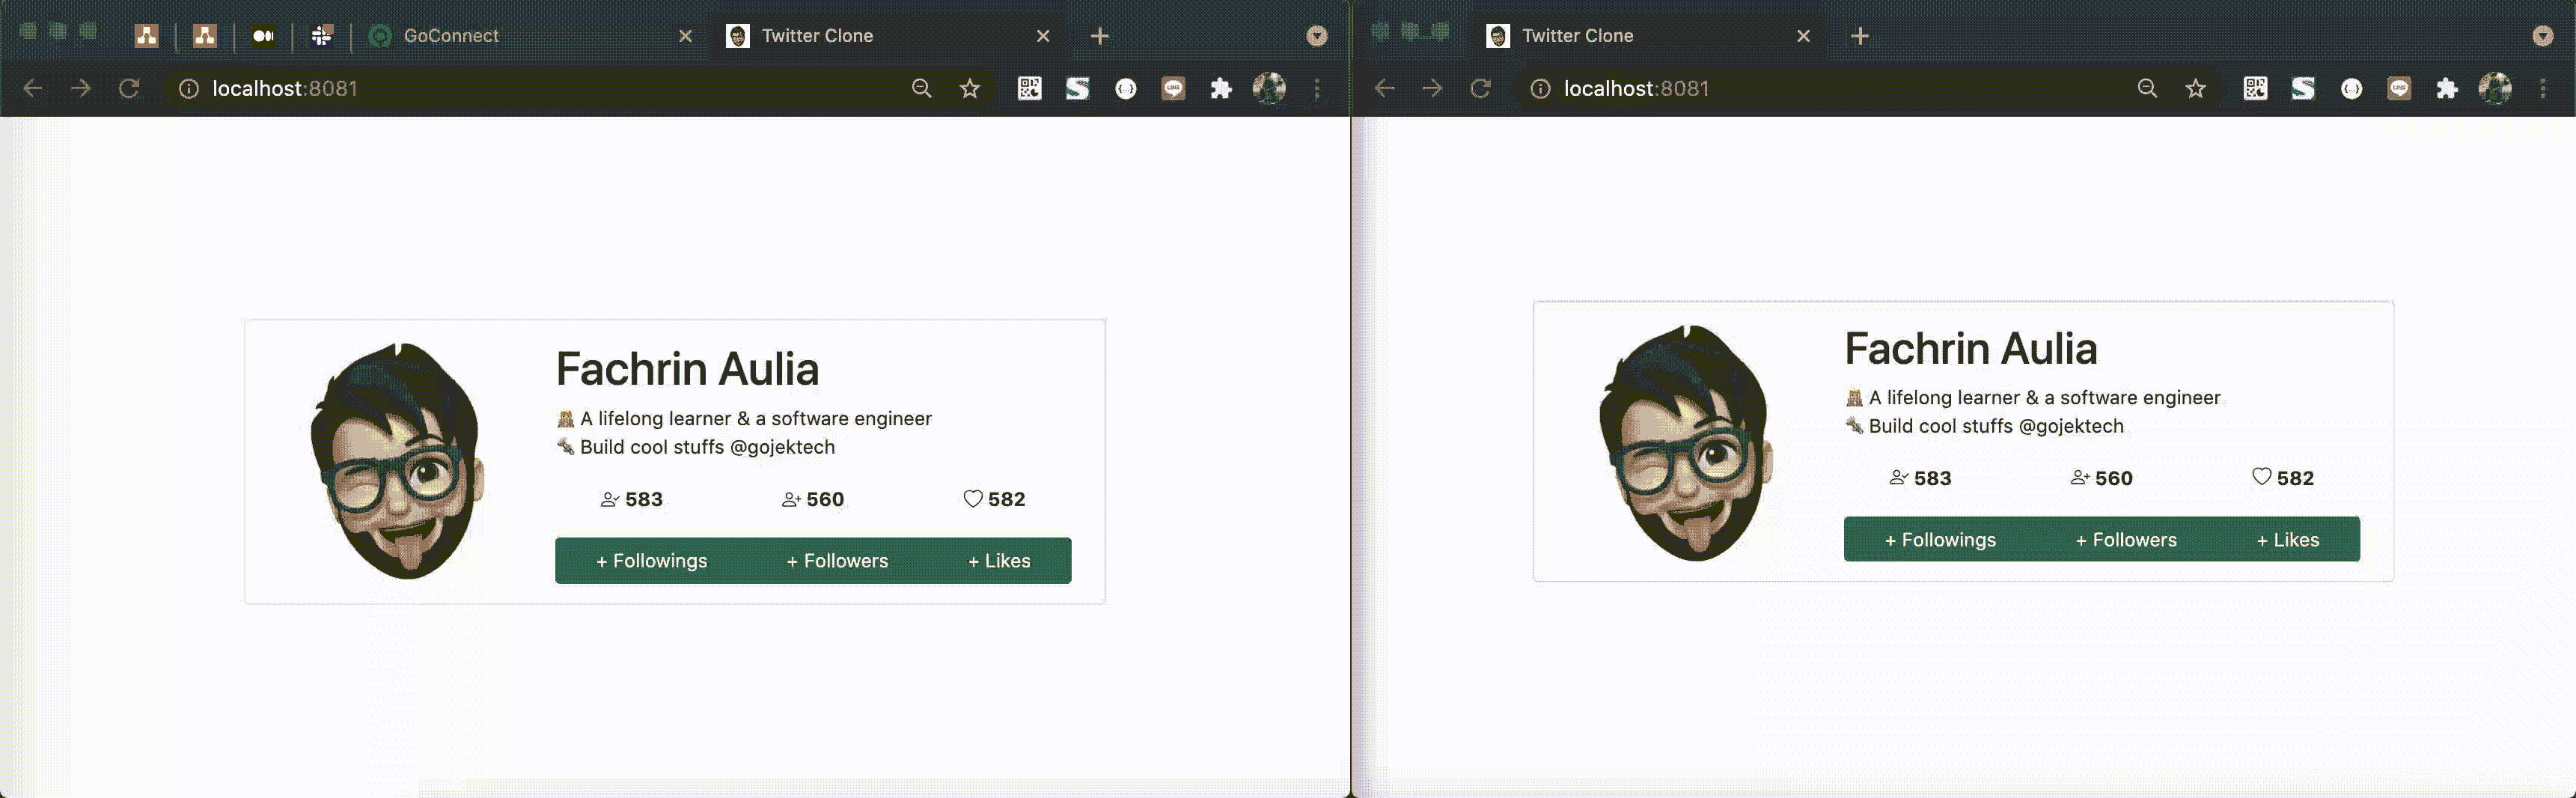 GoConnect
Twitter Clone
localhost:8081
LINE
Fachrin Aulia
A lifelong learner & a software engineer
Build cool stuffs @gojektech
583 560 582
+ Followings + Followers + Likes
Twitter Clone
localhost:8081
LINE
Fachrin Aulia
A lifelong learner & a software engineer
Build cool stuffs @gojektech
583 560 582
+ Followings + Followers + Likes